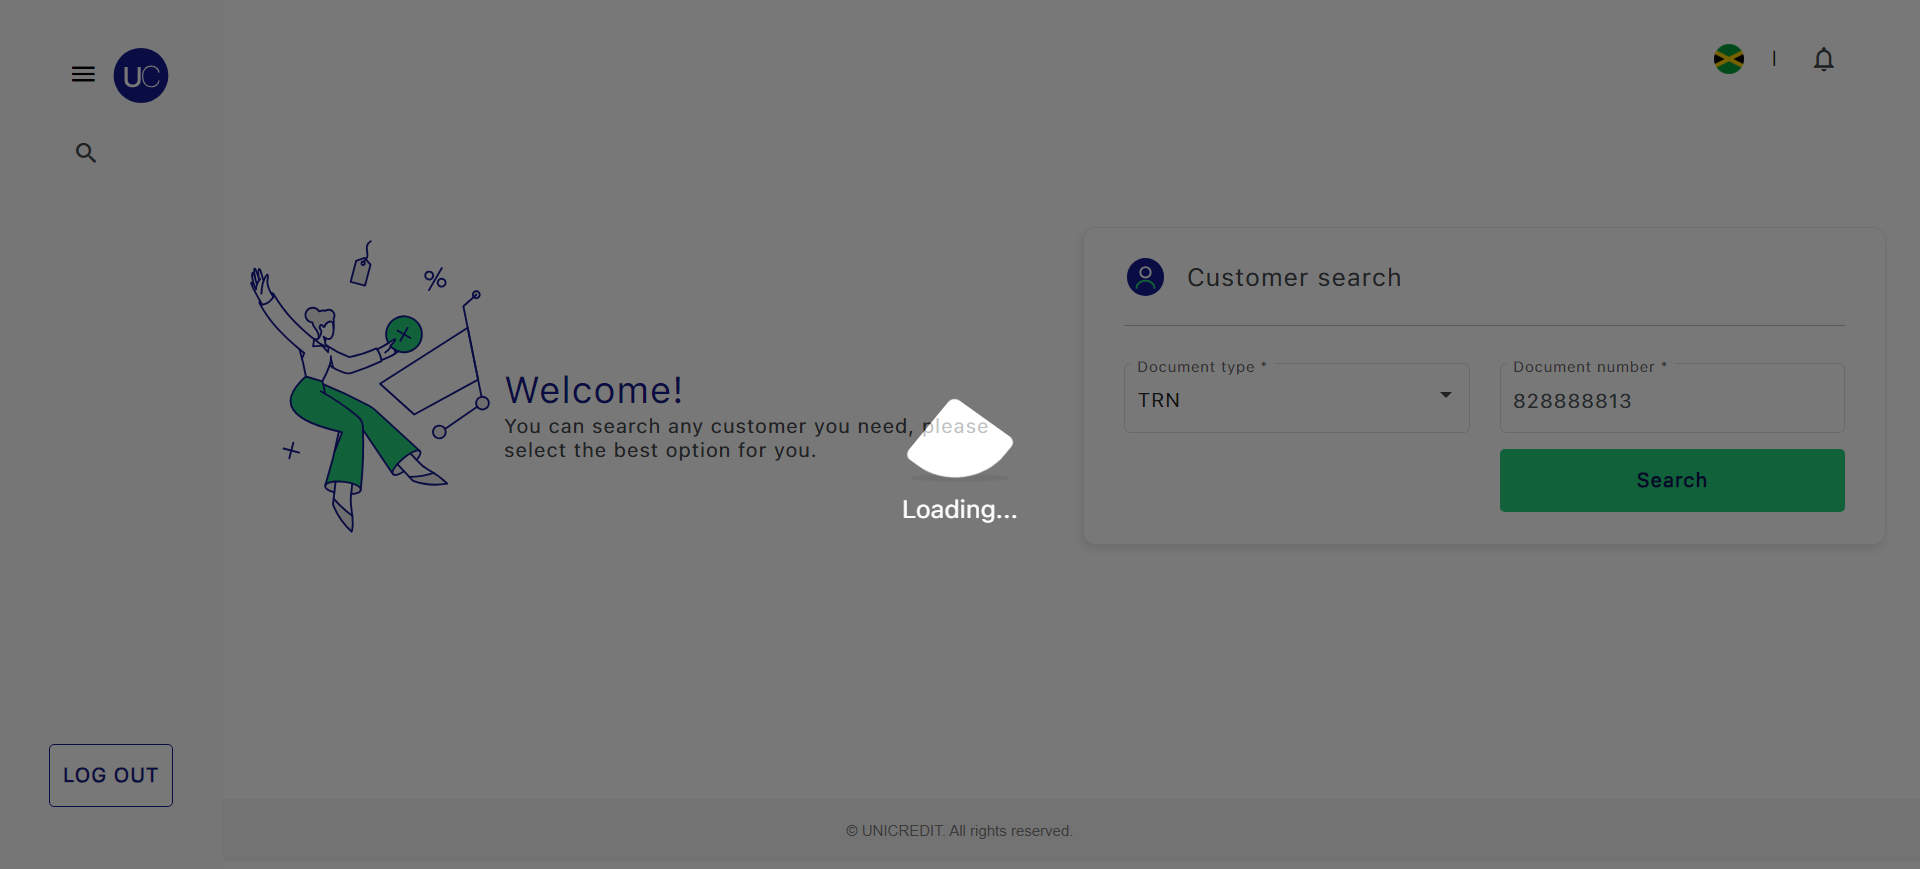 UC
Customer search
Document type *
TRN
Document number *
828888813
Search
Welcome!
You can search any customer you need, please
select the best option for you.
Loading...
LOG OUT
© UNICREDIT. All rights reserved.